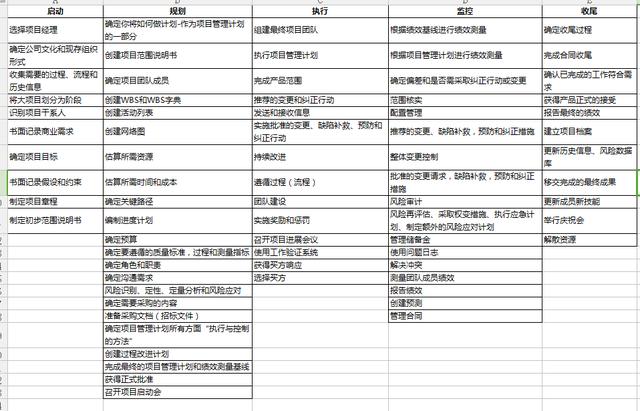 A B C D E
启动 规划 执行 监控 收尾
选择项目经理 确定你将如何做计划-作为项目管理计划的一部分 组建最终项目团队 根据绩效基线进行绩效测量 确定收尾过程
确定公司文化和现存组织形式 创建项目范围说明书 执行项目管理计划 根据项目管理计划进行绩效测量 完成合同收尾
收集需要的过程、流程和历史信息 确定项目团队成员 完成产品范围 确定偏差和是否需采取纠正行动或变更 确认已完成的工作符合需求
将大项目划分为阶段 创建WBS和WBS字典 推荐的变更和纠正行动 范围核实 获得产品正式的接受
识别项目干系人 创建活动列表 发送和接收信息 配置管理 报告最终的绩效
书面记录商业需求 创建网络图 实施批准的变更、缺陷补救、预防和纠正行动 推荐的变更，缺陷补救，预防和纠正措施 建立项目档案
确定项目目标 估算所需资源 持续改进 整体变更控制 更新历史信息、风险数据库
书面记录假设和约束 估算所需时间和成本 遵循过程（流程） 批准的变更请求，缺陷补救，预防和纠正措施 移交完成的最终成果
制定项目章程 确定关键路径 团队建设 风险审计 更新成员新技能
制定初步范围说明书 编制进度计划 实施奖励和惩罚 风险再评估、采取权变措施、执行应急计划、制定额外的风险应对计划 举行庆祝会
确定预算 召开项目进展会议 管理储备金 解散资源
确定要遵循的质量标准，过程和测量指标 使用工作验证系统 使用问题日志
确定角色和职责 获得买方响应 解决冲突
确定沟通需求 选择买方 测量团队成员绩效
风险识别、定性、定量分析和风险应对 报告绩效
确定需要采购的内容 创建预测
准备采购文档（招标文件） 管理合同
确定项目管理计划所有方面“执行与控制的方法”
创建过程改进计划
完成最终的项目管理计划和绩效测量基线
获得正式批准
召开项目启动会